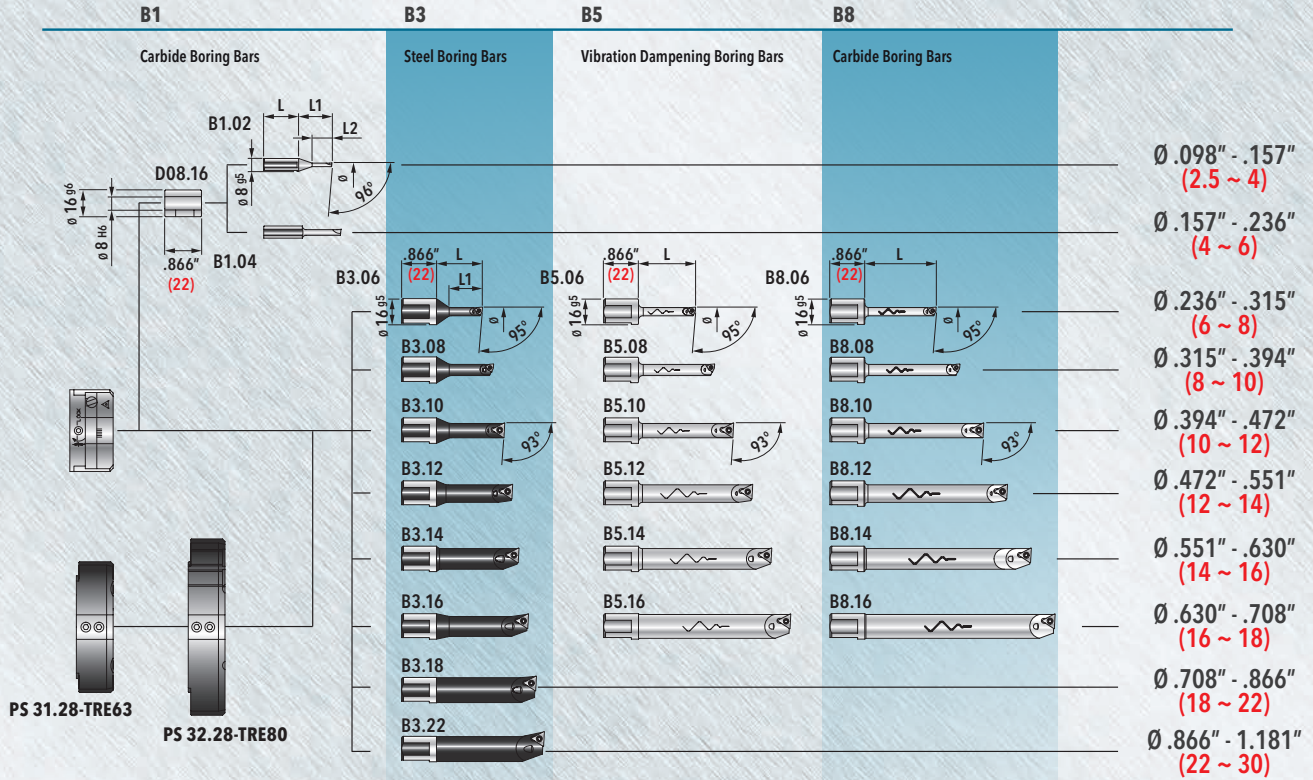 B1 B3 B5 B8
Carbide Boring Bars Steel Boring Bars Vibration Dampening Boring Bars Carbide Boring Bars
L L1
B1.02 L2
D08.16
ø 16 g6
ø 8 H6
ø 8 g5
Ø
96°
.866"
(22)
B1.04
Ø .098" - .157"
(2.5 ~ 4)
Ø .157" - .236"
(4 ~ 6)
B3.06
.866" L
(22) L1
ø 16 g5
Ø
95°
B5.06
.866" L
(22)
ø 16 g5
Ø
95°
B8.06
.866" L
(22)
ø 16 g5
Ø
95°
Ø .236" - .315"
(6 ~ 8)
B3.08 B5.08 B8.08
Ø .315" - .394"
(8 ~ 10)
B3.10 B5.10 B8.10
93° 93° 93°
Ø .394" - .472"
(10 ~ 12)
LOCK
B3.12 B5.12 B8.12
Ø .472" - .551"
(12 ~ 14)
B3.14 B5.14 B8.14
Ø .551" - .630"
(14 ~ 16)
B3.16 B5.16 B8.16
Ø .630" - .708"
(16 ~ 18)
B3.18
Ø .708" - .866"
(18 ~ 22)
PS 31.28-TRE63
PS 32.28-TRE80
B3.22
Ø .866" - 1.181"
(22 ~ 30)